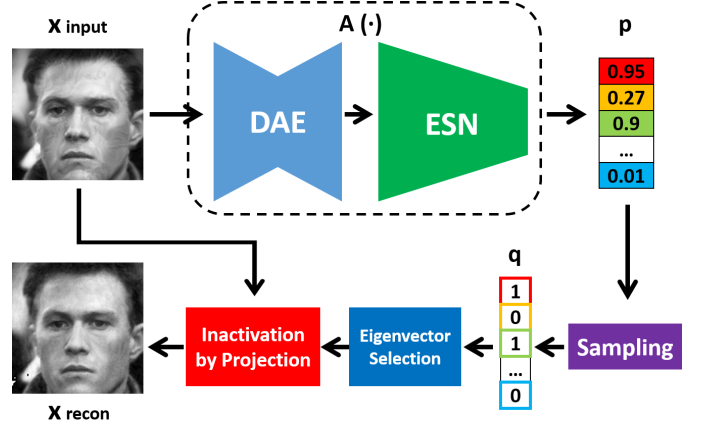 X input
A (·)
p
DAE
ESN
0.95
0.27
0.9
...
0.01
q
1
0
1
...
0
Sampling
Eigenvector
Selection
Inactivation
by Projection
X recon